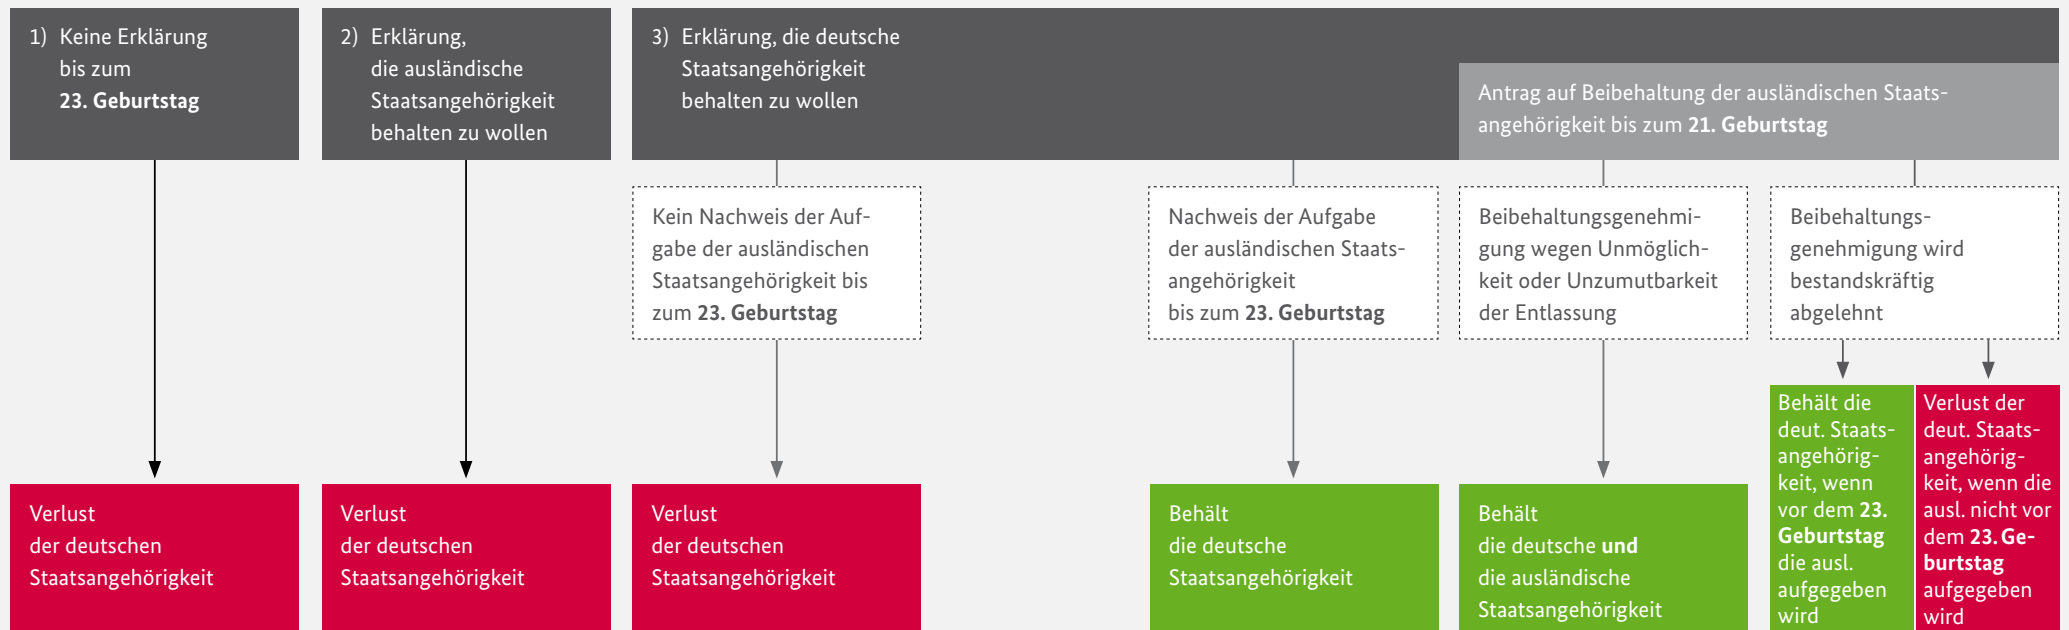 1) Keine Erklärung
bis zum
23. Geburtstag
2) Erklärung,
die ausländische
Staatsangehörigkeit
behalten zu wollen
3) Erklärung, die deutsche
Staatsangehörigkeit
behalten zu wollen
Antrag auf Beibehaltung der ausländischen Staats-
angehörigkeit bis zum 21. Geburtstag
Kein Nachweis der Auf-
gabe der ausländischen
Staatsangehörigkeit bis
zum 23. Geburtstag
Nachweis der Aufgabe
der ausländischen Staats-
angehörigkeit
bis zum 23. Geburtstag
Beibehaltungsgenehmi-
gung wegen Unmöglich-
keit oder Unzumutbarkeit
der Entlassung
Beibehaltungs-
genehmigung wird
bestandskräftig
abgelehnt
Verlust
der deutschen
Staatsangehörigkeit
Verlust
der deutschen
Staatsangehörigkeit
Verlust
der deutschen
Staatsangehörigkeit
Behält
die deutsche
Staatsangehörigkeit
Behält
die deutsche und
die ausländische
Staatsangehörigkeit
Behält die
deut. Staats-
angehörig-
keit, wenn
vor dem 23.
Geburtstag
die ausl.
aufgegeben
wird
Verlust der
deut. Staats-
angehörig-
keit, wenn die
ausl. nicht vor
dem 23. Ge-
burtstag
aufgegeben
wird